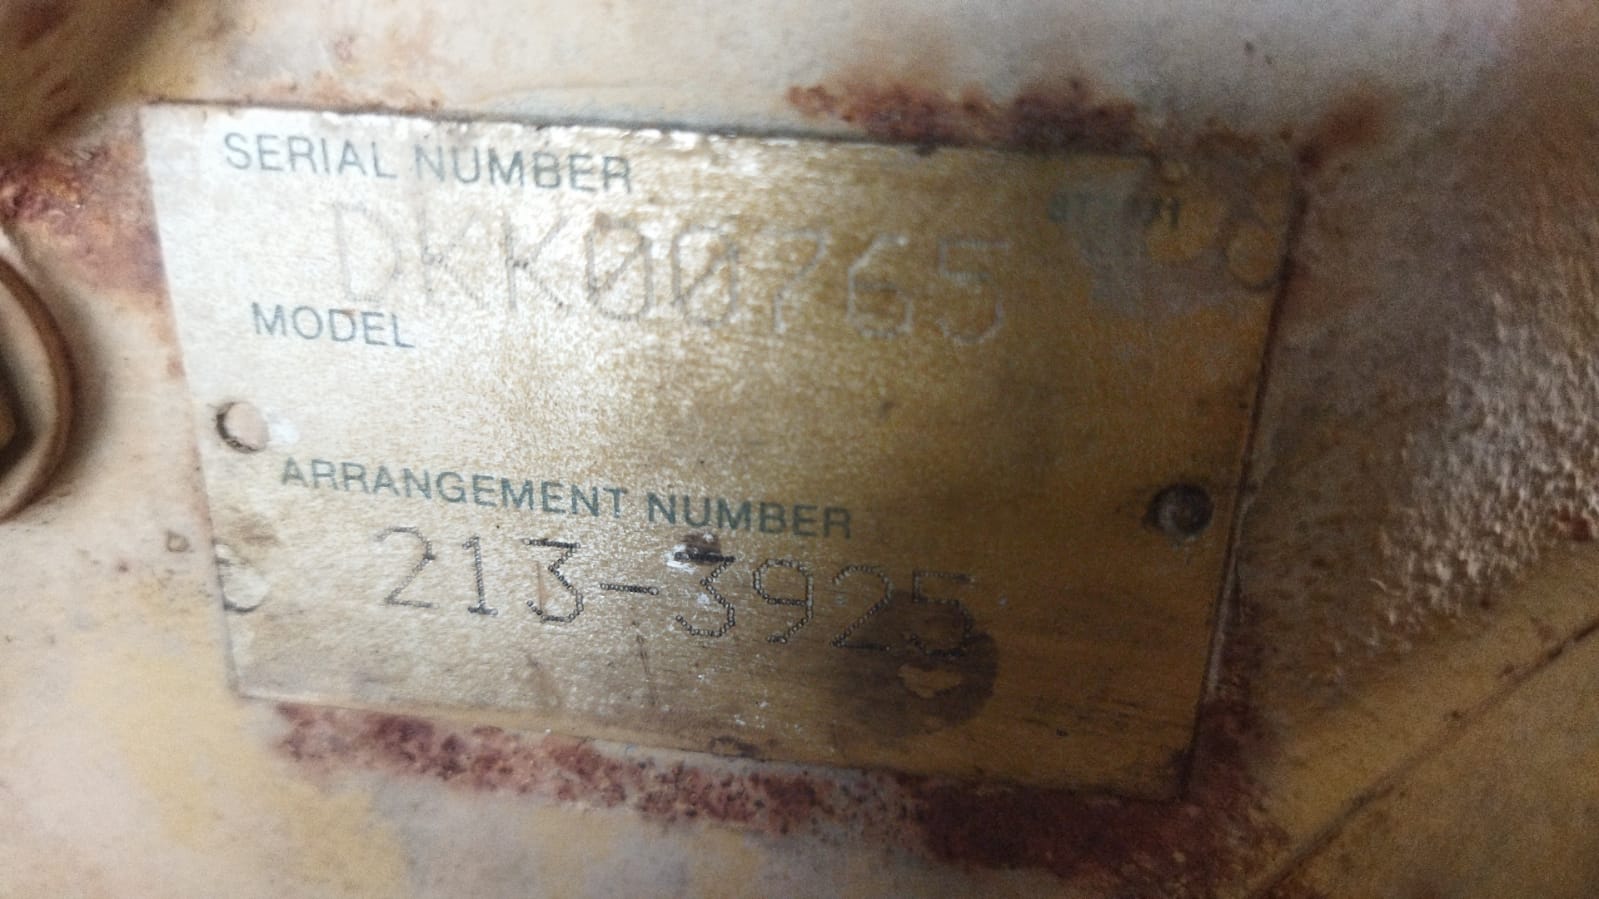 SERIAL NUMBER
DKK00765
MODEL
ARRANGEMENT NUMBER
213-3925